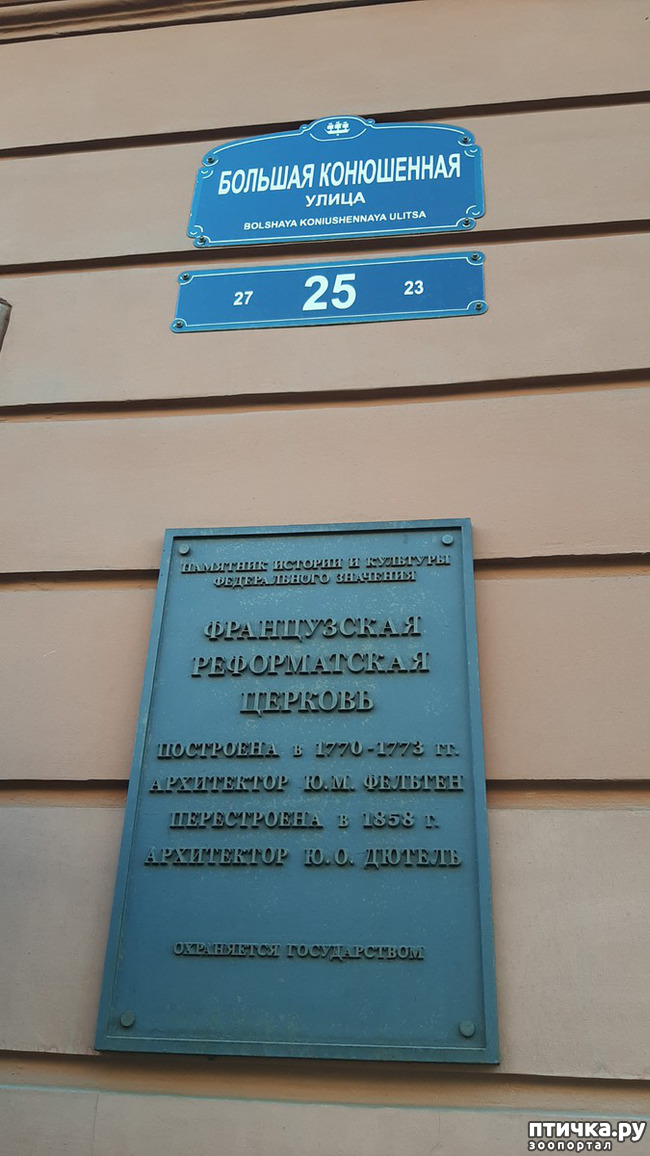 БОЛЬШАЯ КОНЮШЕННАЯ
УЛИЦА
BOLSHAYA KONIUSHENNAYA ULITSA
27 25 23
ПАМЯТНИК ИСТОРИИ И КУЛЬТУРЫ
ФЕДЕРАЛЬНОГО ЗНАЧЕНИЯ
ФРАНЦУЗСКАЯ
РЕФОРМАТСКАЯ
ЦЕРКОВЬ
ПОСТРОЕНА в 1770-1773 гг.
АРХИТЕКТОР Ю.М. ФЕЛЬТЕН
ПЕРЕСТРОЕНА в 1858 г.
АРХИТЕКТОР Ю.О. ДЮТЕЛЬ
ОХРАНЯЕТСЯ ГОСУДАРСТВОМ
птичка.ру
зоопортал